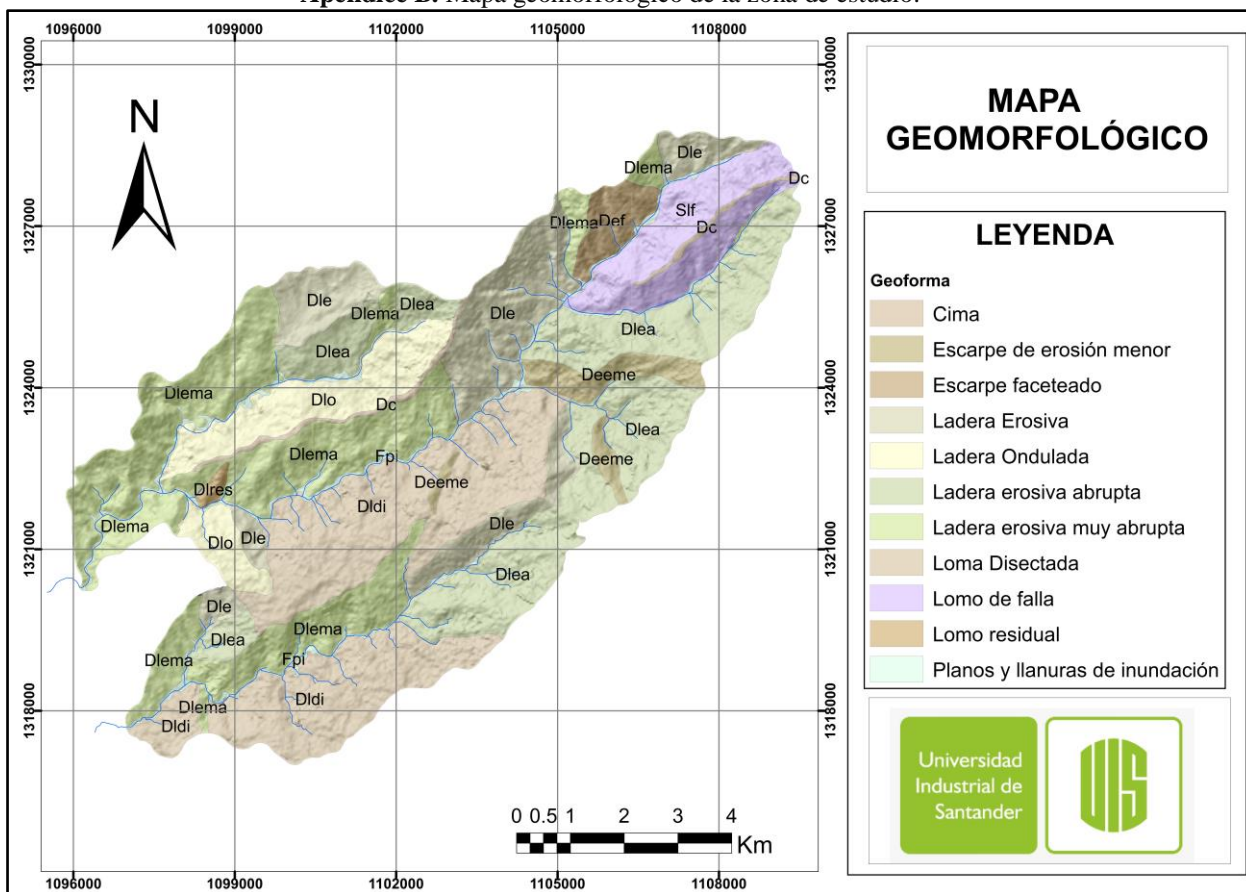 Apéndice B. Mapa geomorfológico de la zona de estudio.
1096000 1099000 1102000 1105000 1108000
1330000
1330000
N
MAPA
GEOMORFOLÓGICO
Dle
Dlema
Dc
Slf
1327000
Dlema
Def
Dc
1327000
Dle
Dlea
Dlema
Dle
Dlea
Dlea
Deeme
1324000
Dlema
Dlo
Dc
1324000
Dlea
Dlema
Fpi
Deeme
Deeme
Dlres
Dldi
Dlema
Dle
Dlo
Dle
1321000
1321000
Dlea
Dle
Dlea
Dlema
Dlema
Fpi
Dldi
Dlema
1318000
Dldi
1318000
0 0.5 1 2 3 4
Km
1096000 1099000 1102000 1105000 1108000
LEYENDA
Geoforma
Cima
Escarpe de erosión menor
Escarpe faceteado
Ladera Erosiva
Ladera Ondulada
Ladera erosiva abrupta
Ladera erosiva muy abrupta
Loma Disectada
Lomo de falla
Lomo residual
Planos y llanuras de inundación
Universidad
Industrial de
Santander
UIS